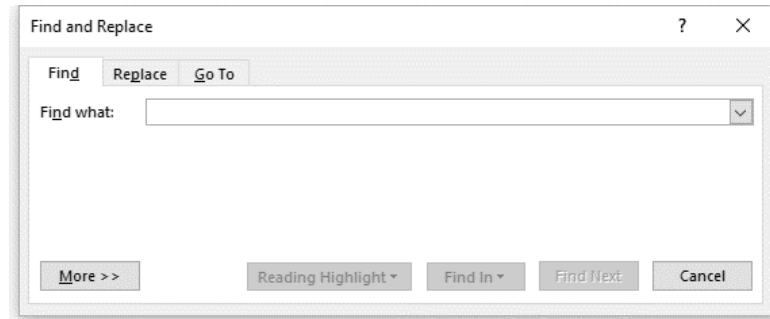 Find and Replace ?
Find Replace Go To
Find what:
More >> Reading Highlight Find In Find Next Cancel